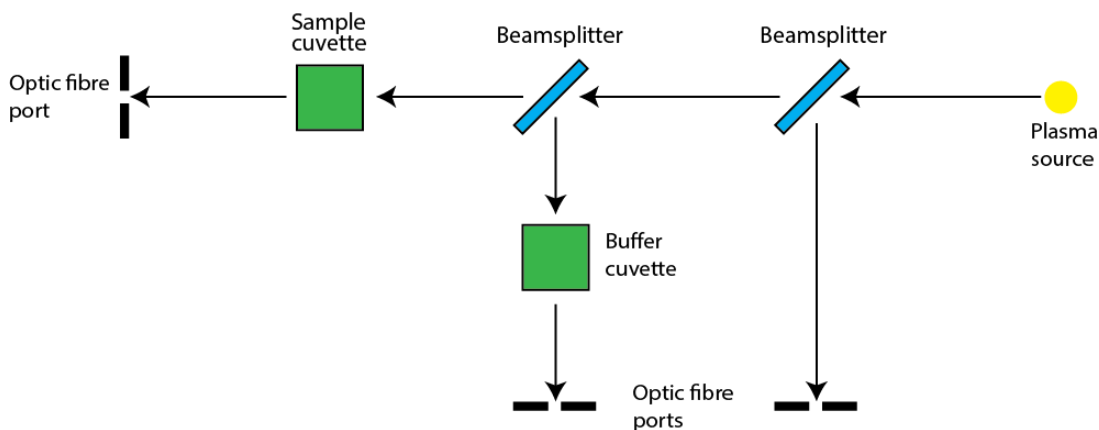 Sample
cuvette
Beamsplitter
Beamsplitter
Optic fibre
port
Plasma
source
Buffer
cuvette
Optic fibre
ports